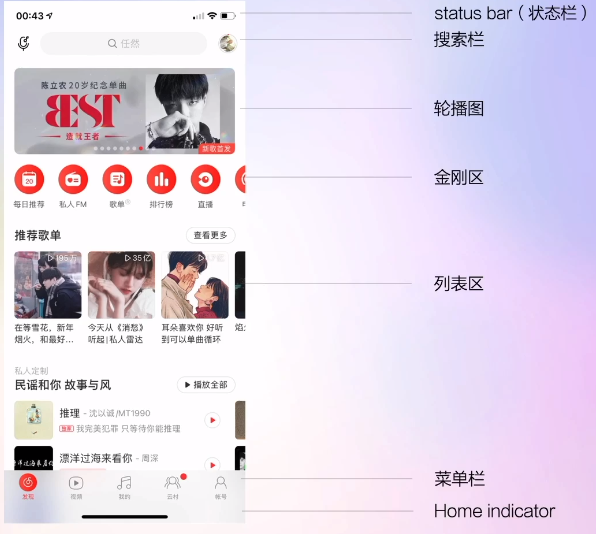 00:43
status bar（状态栏）
任然
搜索栏
陈立农20岁纪念单曲
BEST
造就王者
新歌首发
轮播图
20
每日推荐 私人FM 歌单 排行榜 直播
金刚区
推荐歌单 查看更多
195万 35亿
列表区
在等雪花，新年 今天从《消愁》 耳朵喜欢你 好听
烟火，和最好... 听起|私人雷达 到可以单曲循环
私人定制
民谣和你 故事与风 播放全部
推理 - 沈以诚/MT1990
独家 我完美犯罪 只等待你能推理
漂洋过海来看你 - 周深
菜单栏
发现 视频 我的 云村 帐号
Home indicator